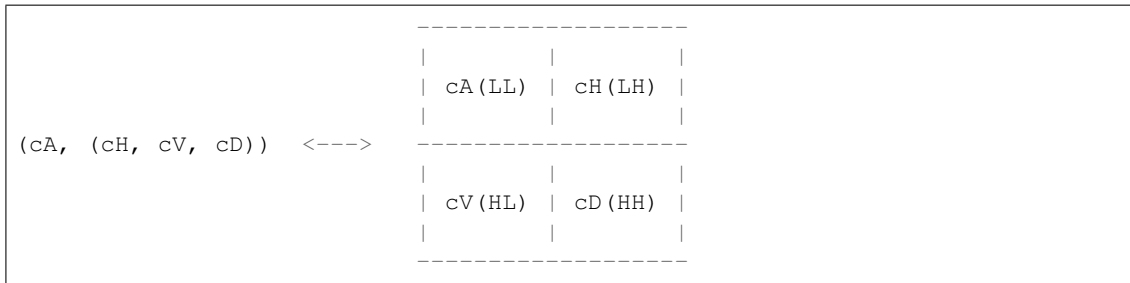 -------------------
|        |        |
| cA(LL) | cH(LH) |
|        |        |
(cA, (cH, cV, cD))  <--->  -------------------
|        |        |
| cV(HL) | cD(HH) |
|        |        |
-------------------